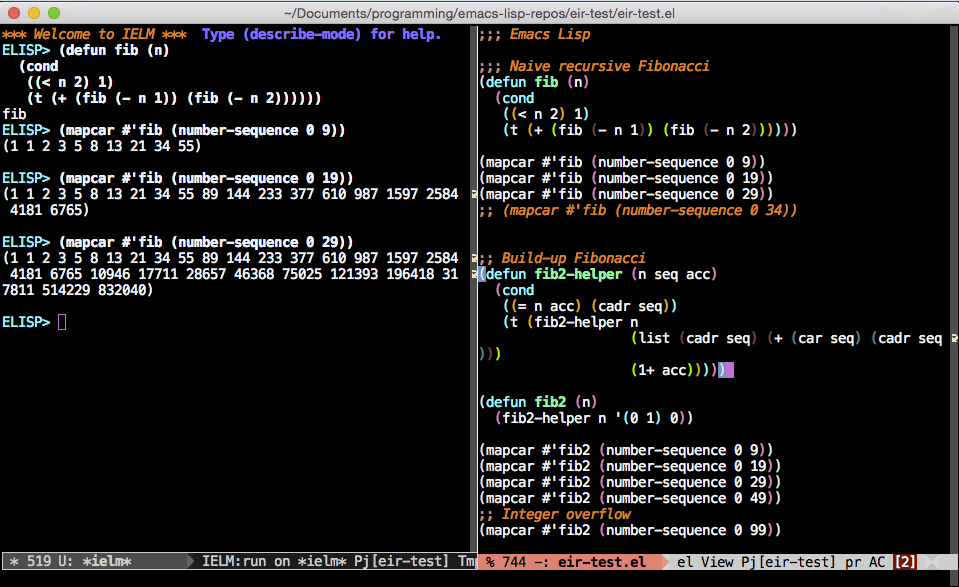 ~/Documents/programming/emacs-lisp-repos/eir-test/eir-test.el
*** Welcome to IELM ***  Type (describe-mode) for help.
ELISP> (defun fib (n)
  (cond
   ((< n 2) 1)
   (t (+ (fib (- n 1)) (fib (- n 2))))))
fib
ELISP> (mapcar #'fib (number-sequence 0 9))
(1 1 2 3 5 8 13 21 34 55)

ELISP> (mapcar #'fib (number-sequence 0 19))
(1 1 2 3 5 8 13 21 34 55 89 144 233 377 610 987 1597 2584
 4181 6765)

ELISP> (mapcar #'fib (number-sequence 0 29))
(1 1 2 3 5 8 13 21 34 55 89 144 233 377 610 987 1597 2584
 4181 6765 10946 17711 28657 46368 75025 121393 196418 31
7811 514229 832040)

ELISP>
* 519 U: *ielm*  IELM:run on *ielm* Pj[eir-test] Tm
;;; Emacs Lisp

;;; Naive recursive Fibonacci
(defun fib (n)
  (cond
   ((< n 2) 1)
   (t (+ (fib (- n 1)) (fib (- n 2))))))

(mapcar #'fib (number-sequence 0 9))
(mapcar #'fib (number-sequence 0 19))
(mapcar #'fib (number-sequence 0 29))
;; (mapcar #'fib (number-sequence 0 34))

;; Build-up Fibonacci
(defun fib2-helper (n seq acc)
  (cond
   ((= n acc) (cadr seq))
   (t (fib2-helper n
                   (list (cadr seq) (+ (car seq) (cadr seq
)))
                   (1+ acc)))))

(defun fib2 (n)
  (fib2-helper n '(0 1) 0))

(mapcar #'fib2 (number-sequence 0 9))
(mapcar #'fib2 (number-sequence 0 19))
(mapcar #'fib2 (number-sequence 0 29))
(mapcar #'fib2 (number-sequence 0 49))
;; Integer overflow
(mapcar #'fib2 (number-sequence 0 99))
% 744 -: eir-test.el  el View Pj[eir-test] pr AC [2]